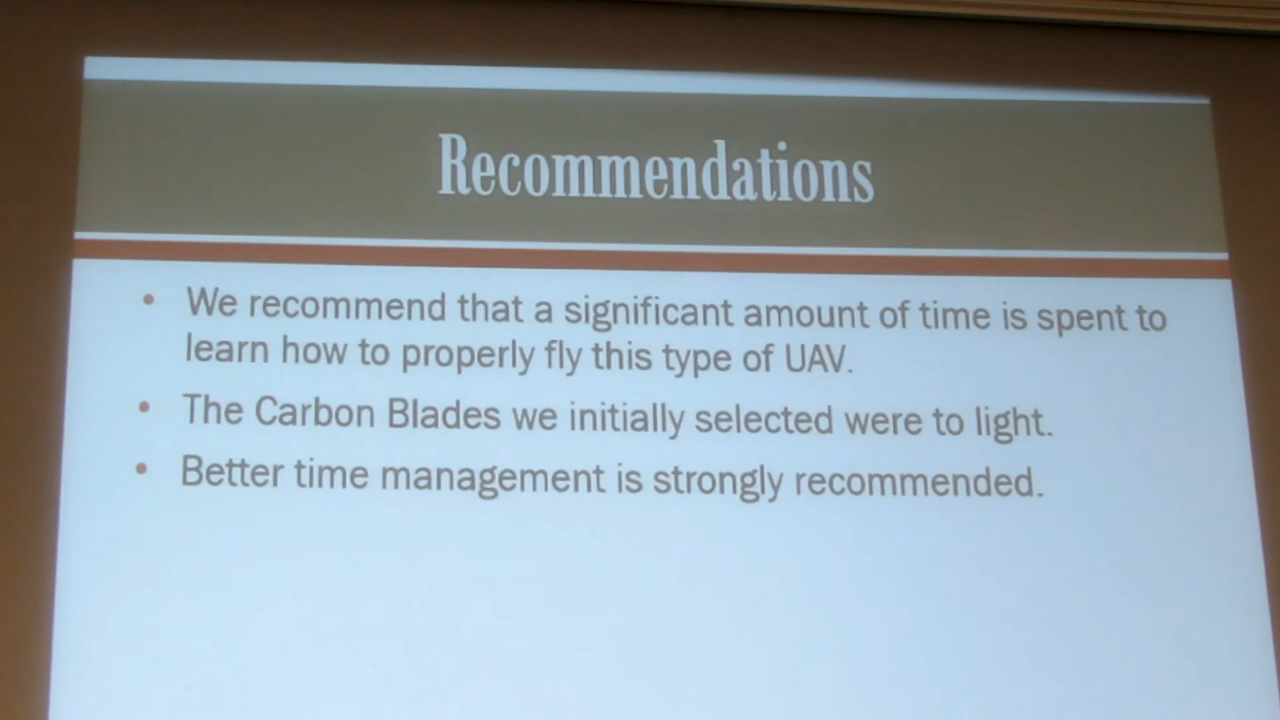 Recommendations
• We recommend that a significant amount of time is spent to
learn how to properly fly this type of UAV.
• The Carbon Blades we initially selected were to light.
• Better time management is strongly recommended.